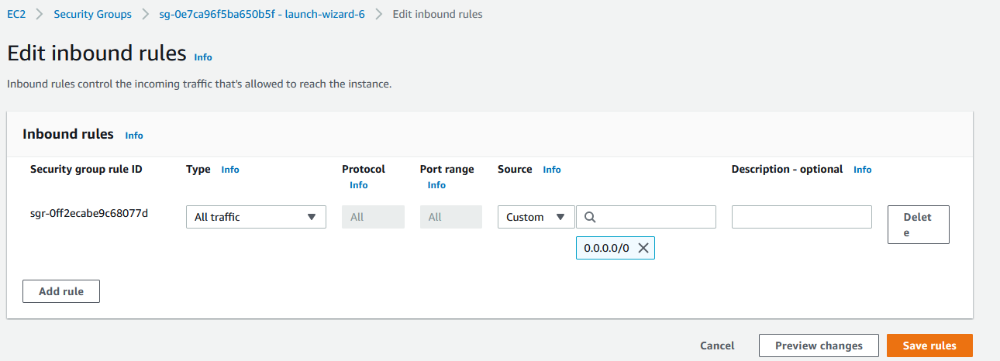 EC2 > Security Groups > sg-0e7ca96f5ba650b5f - launch-wizard-6 > Edit inbound rules
Edit inbound rules Info
Inbound rules control the incoming traffic that's allowed to reach the instance.
Inbound rules Info
Security group rule ID Type Info Protocol Info Port range Info Source Info Description - optional Info
sgr-0ff2ecabe9c68077d All traffic All All Custom Delet
e
0.0.0.0/0
Add rule
Cancel Preview changes Save rules